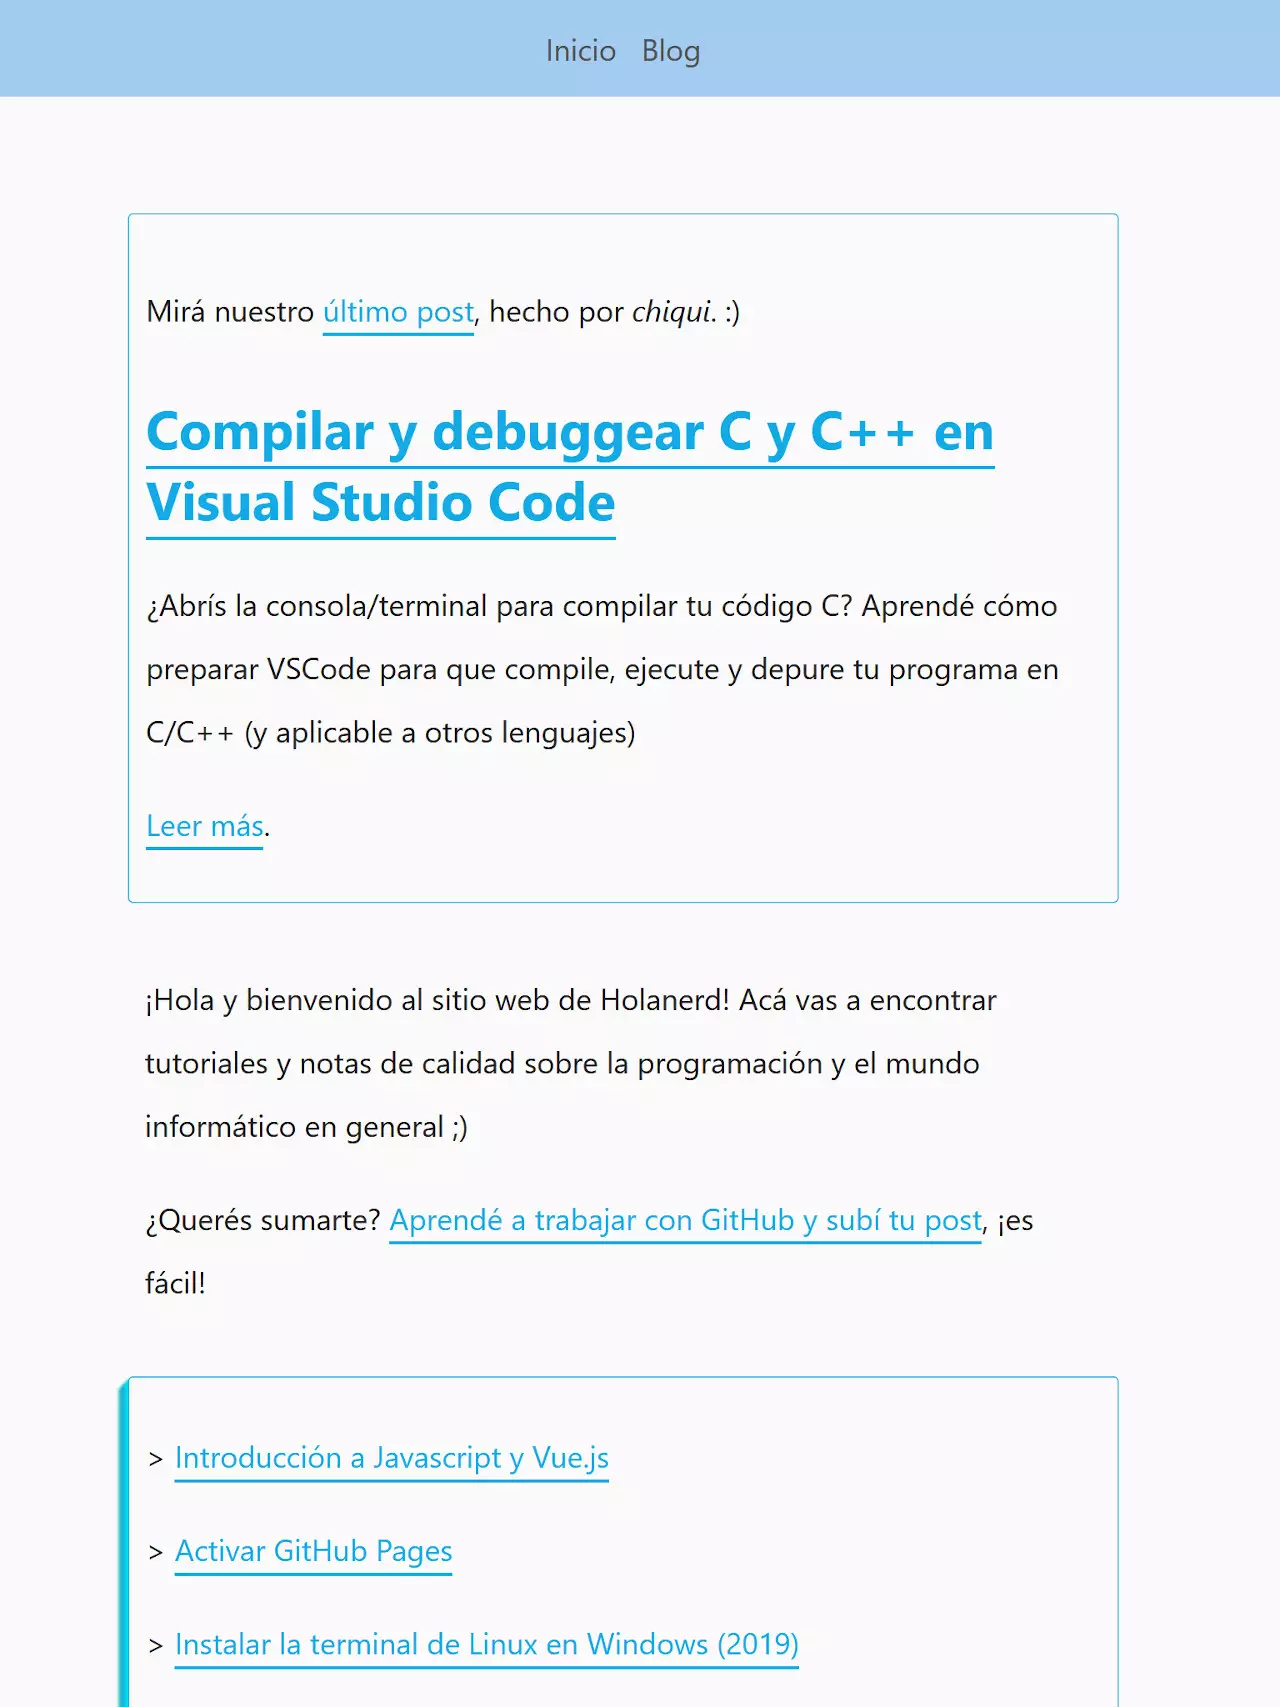 Inicio Blog
Mirá nuestro último post, hecho por chiqui. :)
Compilar y debuggear C y C++ en
Visual Studio Code
¿Abrís la consola/terminal para compilar tu código C? Aprendé cómo
preparar VSCode para que compile, ejecute y depure tu programa en
C/C++ (y aplicable a otros lenguajes)
Leer más.
¡Hola y bienvenido al sitio web de Holanerd! Acá vas a encontrar
tutoriales y notas de calidad sobre la programación y el mundo
informático en general ;)
¿Querés sumarte? Aprendé a trabajar con GitHub y subí tu post, ¡es
fácil!
> Introducción a Javascript y Vue.js
> Activar GitHub Pages
> Instalar la terminal de Linux en Windows (2019)